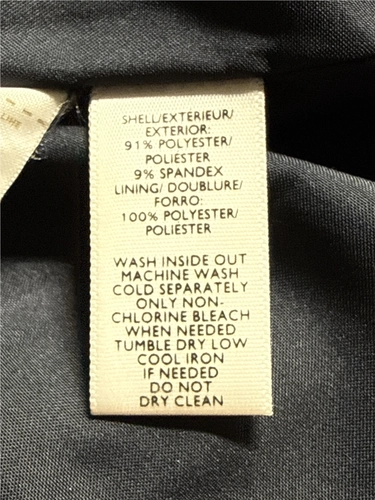 SHELL/EXTERIEUR/
EXTERIOR:
91% POLYESTER/
POLIESTER
9% SPANDEX
LINING/ DOUBLURE/
FORRO:
100% POLYESTER/
POLIESTER
WASH INSIDE OUT
MACHINE WASH
COLD SEPARATELY
ONLY NON-
CHLORINE BLEACH
WHEN NEEDED
TUMBLE DRY LOW
COOL IRON
IF NEEDED
DO NOT
DRY CLEAN
LINE